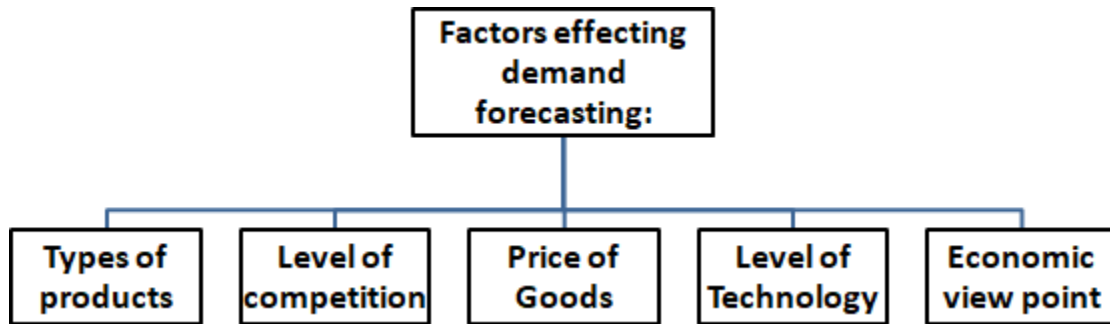 Factors effecting
demand
forecasting:
Types of
products
Level of
competition
Price of
Goods
Level of
Technology
Economic
view point